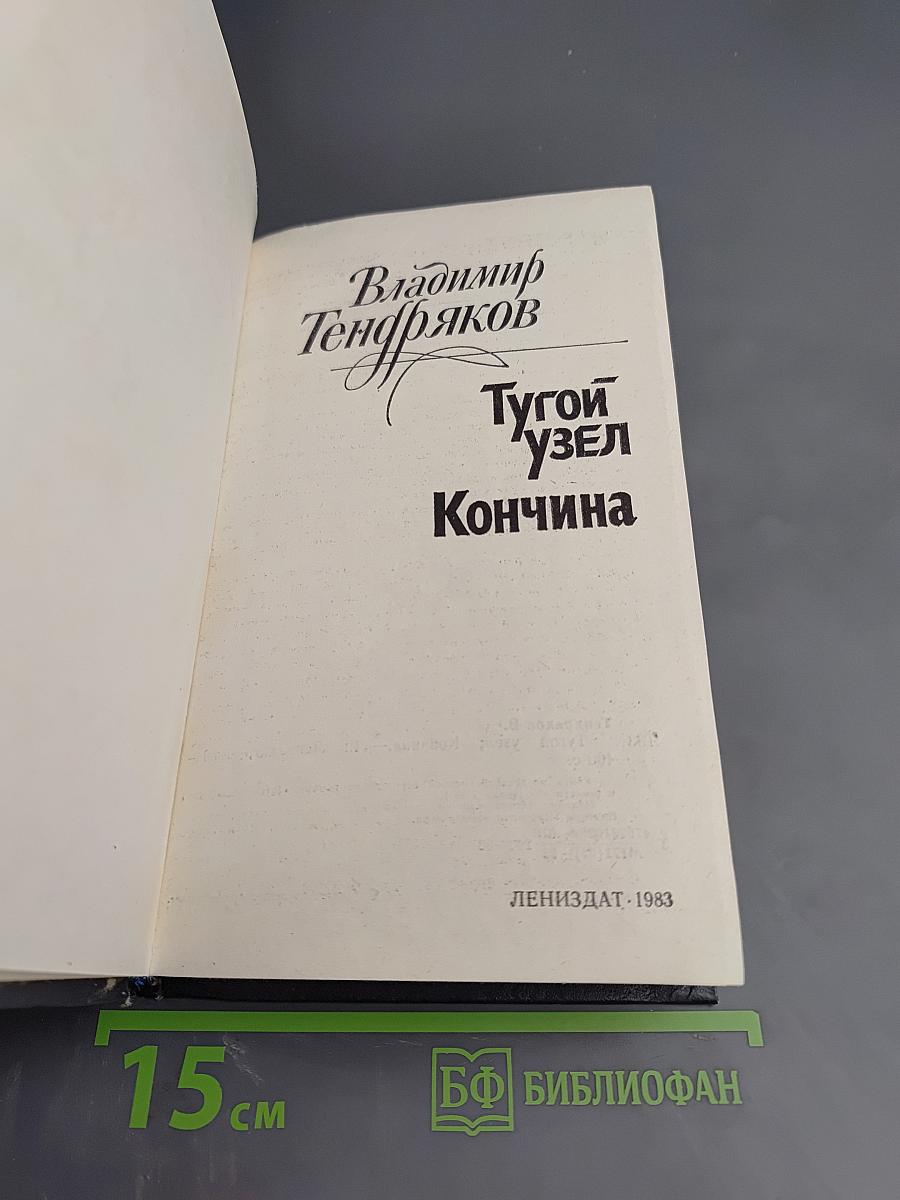 Владимир
Тендряков
Тугой
узел
Кончина
ЛЕНИЗДАТ · 1983
15 см
БФ БИБЛИОФАН